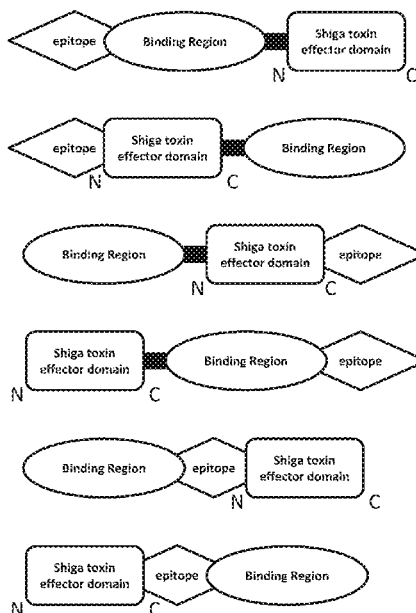 epitope Binding Region Shiga toxin effector domain
N C
epitope Shiga toxin effector domain Binding Region
N C
Binding Region Shiga toxin effector domain epitope
N C
Shiga toxin effector domain Binding Region epitope
N C
Binding Region epitope Shiga toxin effector domain
N C
Shiga toxin effector domain epitope Binding Region
N C